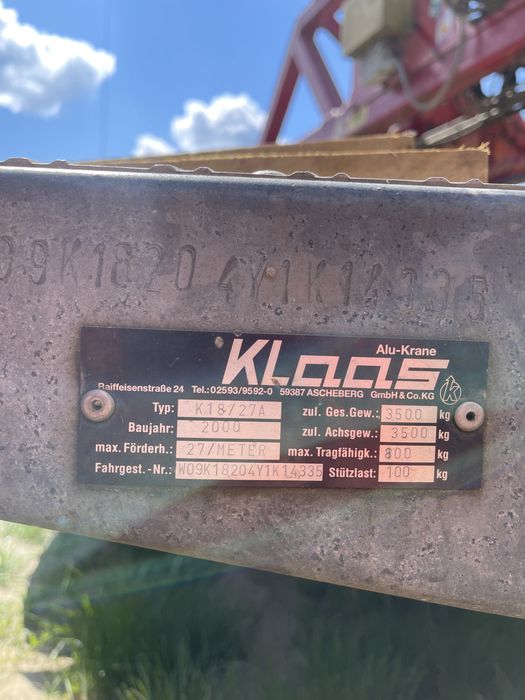 09K18204Y1K14335
Alu-Krane
KLaas
Raiffeisenstraße 24 Tel.: 02593/9592-0 59387 ASCHEBERG GmbH & Co. KG
Typ: K18/27A zul. Ges. Gew.: 3500 kg
Baujahr: 2000 zul. Achsgew.: 3500 kg
max. Förderh.: 27/METER max. Tragfähigk.: 800 kg
Fahrgest.-Nr.: W09K18204Y1K14335 Stützlast: 100 kg